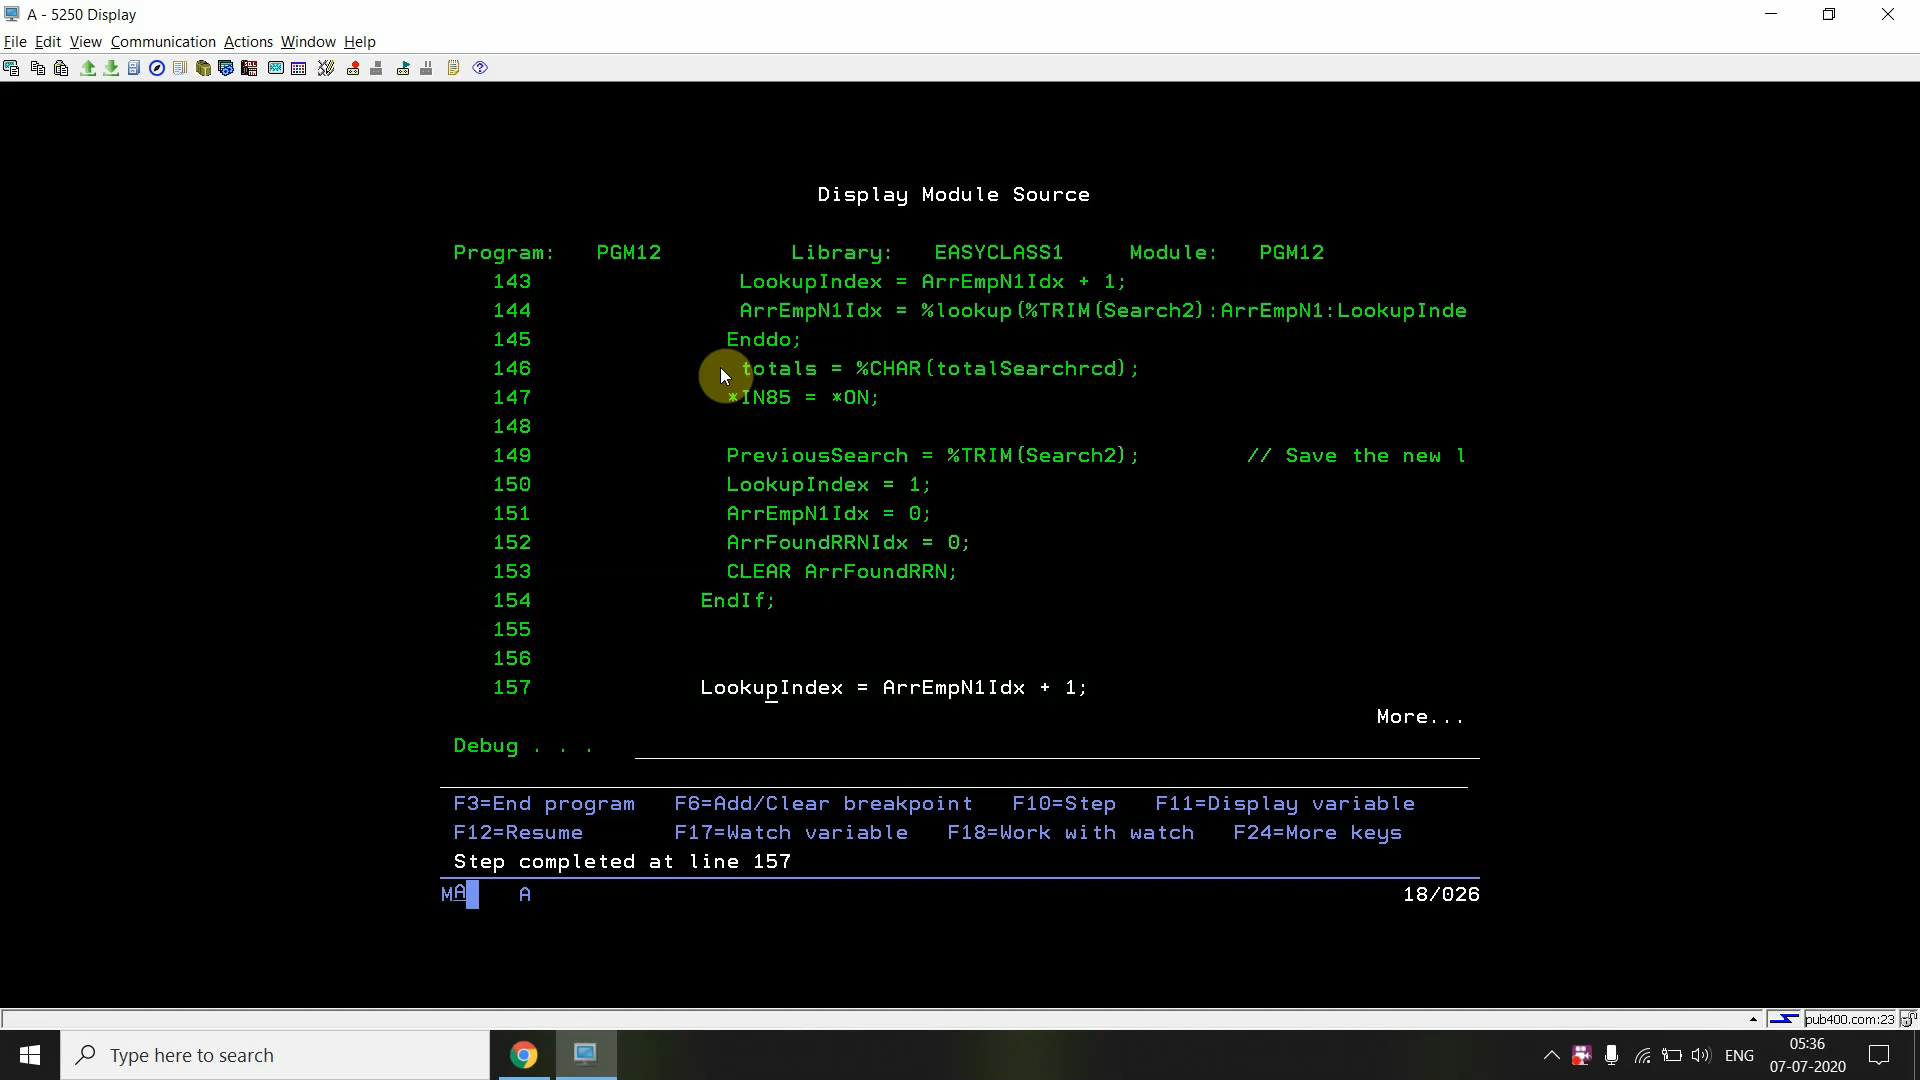 A - 5250 Display
File Edit View Communication Actions Window Help
Display Module Source
Program: PGM12 Library: EASYCLASS1 Module: PGM12
143 LookupIndex = ArrEmpN1Idx + 1;
144 ArrEmpN1Idx = %lookup(%TRIM(Search2):ArrEmpN1:LookupInde
145 Enddo;
146 totals = %CHAR(totalSearchrcd);
147 *IN85 = *ON;
148
149 PreviousSearch = %TRIM(Search2); // Save the new l
150 LookupIndex = 1;
151 ArrEmpN1Idx = 0;
152 ArrFoundRRNIdx = 0;
153 CLEAR ArrFoundRRN;
154 EndIf;
155
156
157 LookupIndex = ArrEmpN1Idx + 1;
More...
Debug . . .
F3=End program F6=Add/Clear breakpoint F10=Step F11=Display variable
F12=Resume F17=Watch variable F18=Work with watch F24=More keys
Step completed at line 157
MA A 18/026
pub400.com:23
Type here to search
ENG
05:36
07-07-2020